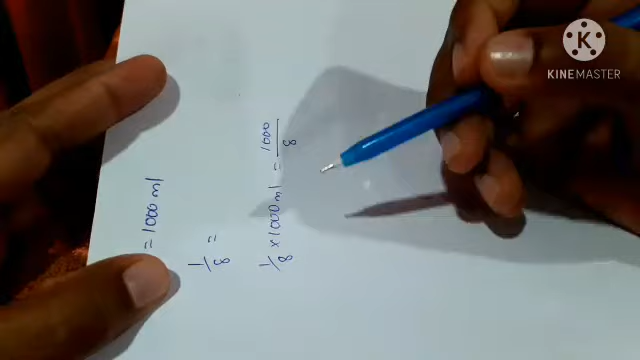 = 1000 ml
1/8 =
1/8 × 1000 ml = 1000/8
K
KINEMASTER